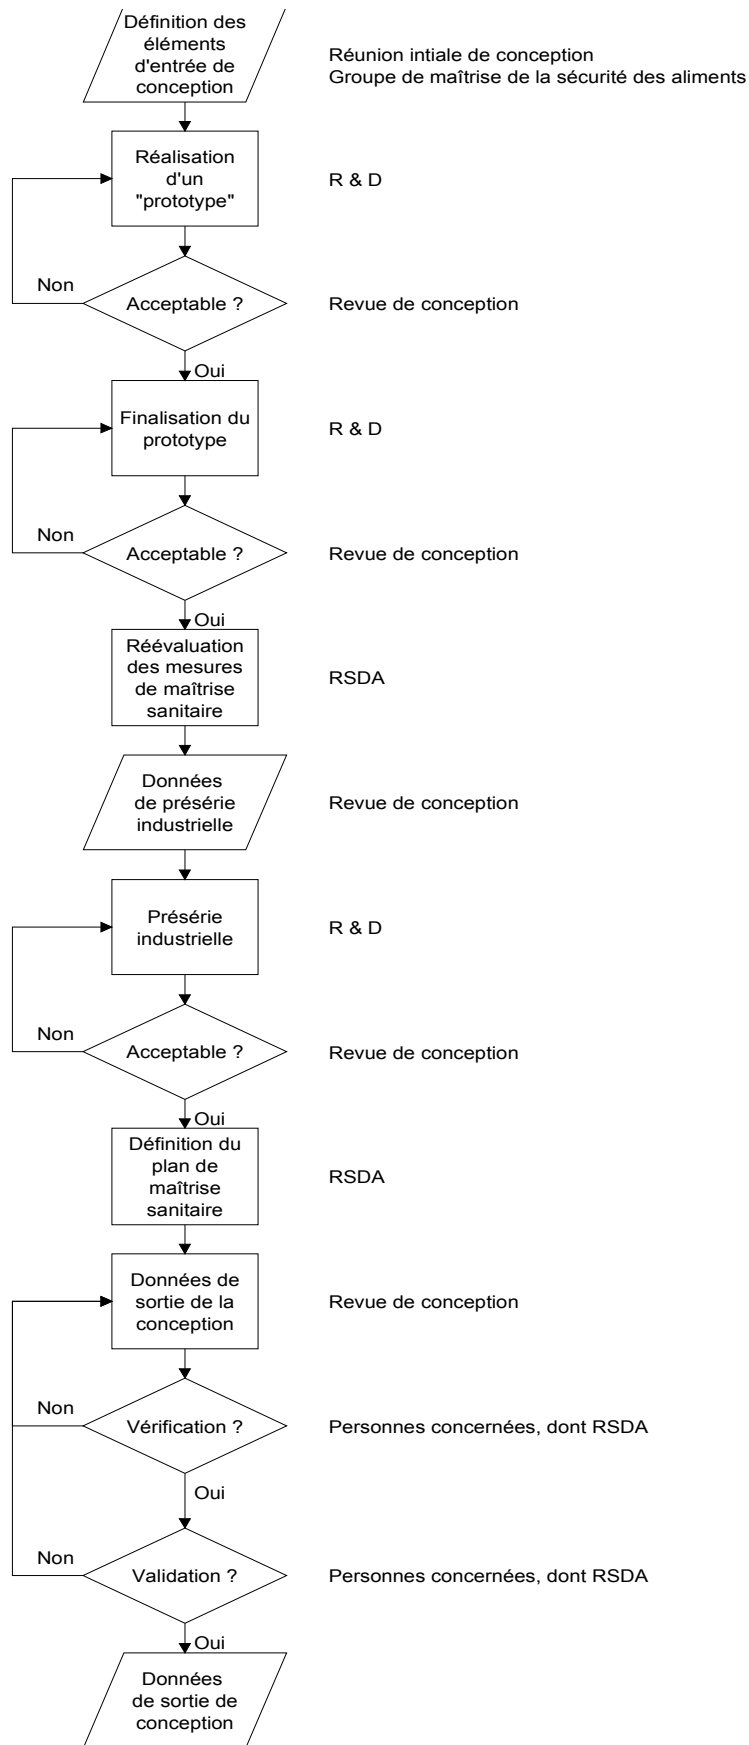 Définition des
éléments
d'entrée de
conception
Réunion intiale de conception
Groupe de maîtrise de la sécurité des aliments
Réalisation
d'un
"prototype"
R & D
Non
Acceptable ?
Revue de conception
Oui
Finalisation du
prototype
R & D
Non
Acceptable ?
Revue de conception
Oui
Réévaluation
des mesures
de maîtrise
sanitaire
RSDA
Données
de présérie
industrielle
Revue de conception
Présérie
industrielle
R & D
Non
Acceptable ?
Revue de conception
Oui
Définition du
plan de
maîtrise
sanitaire
RSDA
Données de
sortie de la
conception
Revue de conception
Non
Vérification ?
Personnes concernées, dont RSDA
Oui
Non
Validation ?
Personnes concernées, dont RSDA
Oui
Données
de sortie de
conception